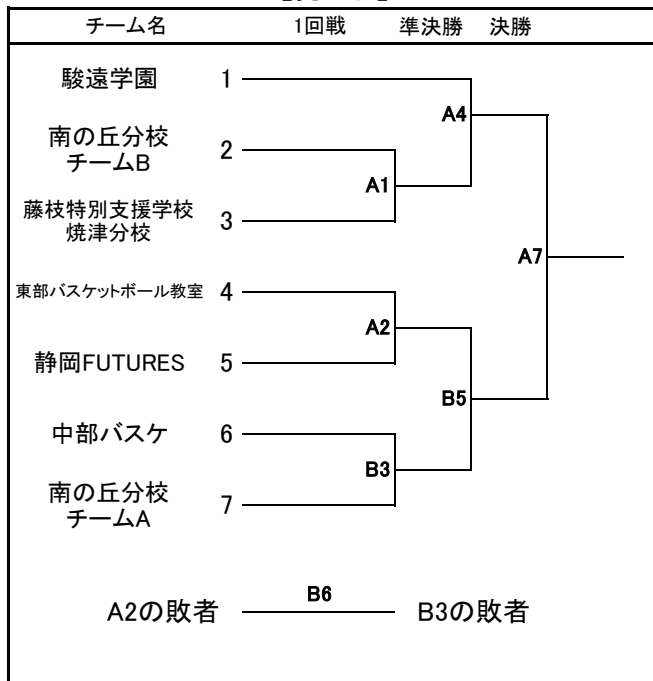 チーム名 1回戦 準決勝 決勝
駿遠学園 1
A4
南の丘分校
チームB
2
A1
藤枝特別支援学校
焼津分校
3
A7
東部バスケットボール教室 4
A2
静岡FUTURES 5
B5
中部バスケ 6
B3
南の丘分校
チームA
7
B6
A2の敗者 B3の敗者